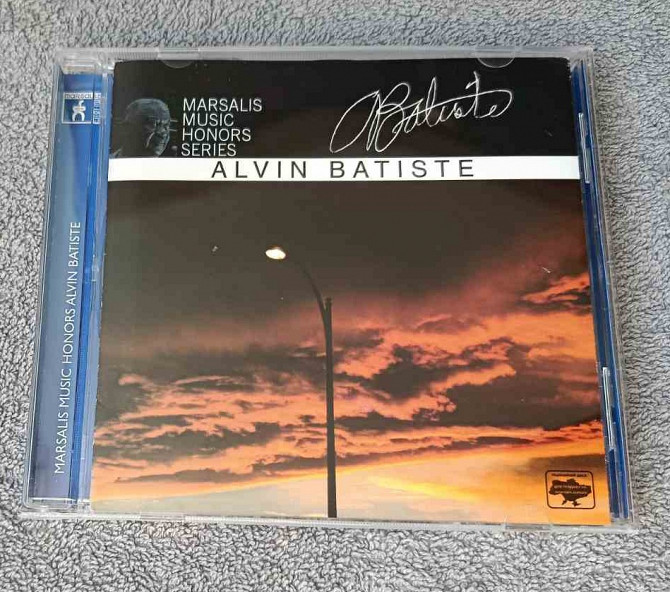 MARSALIS
MUSIC
HONORS
SERIES
Batiste
ALVIN BATISTE
MARSALIS MUSIC HONORS ALVIN BATISTE